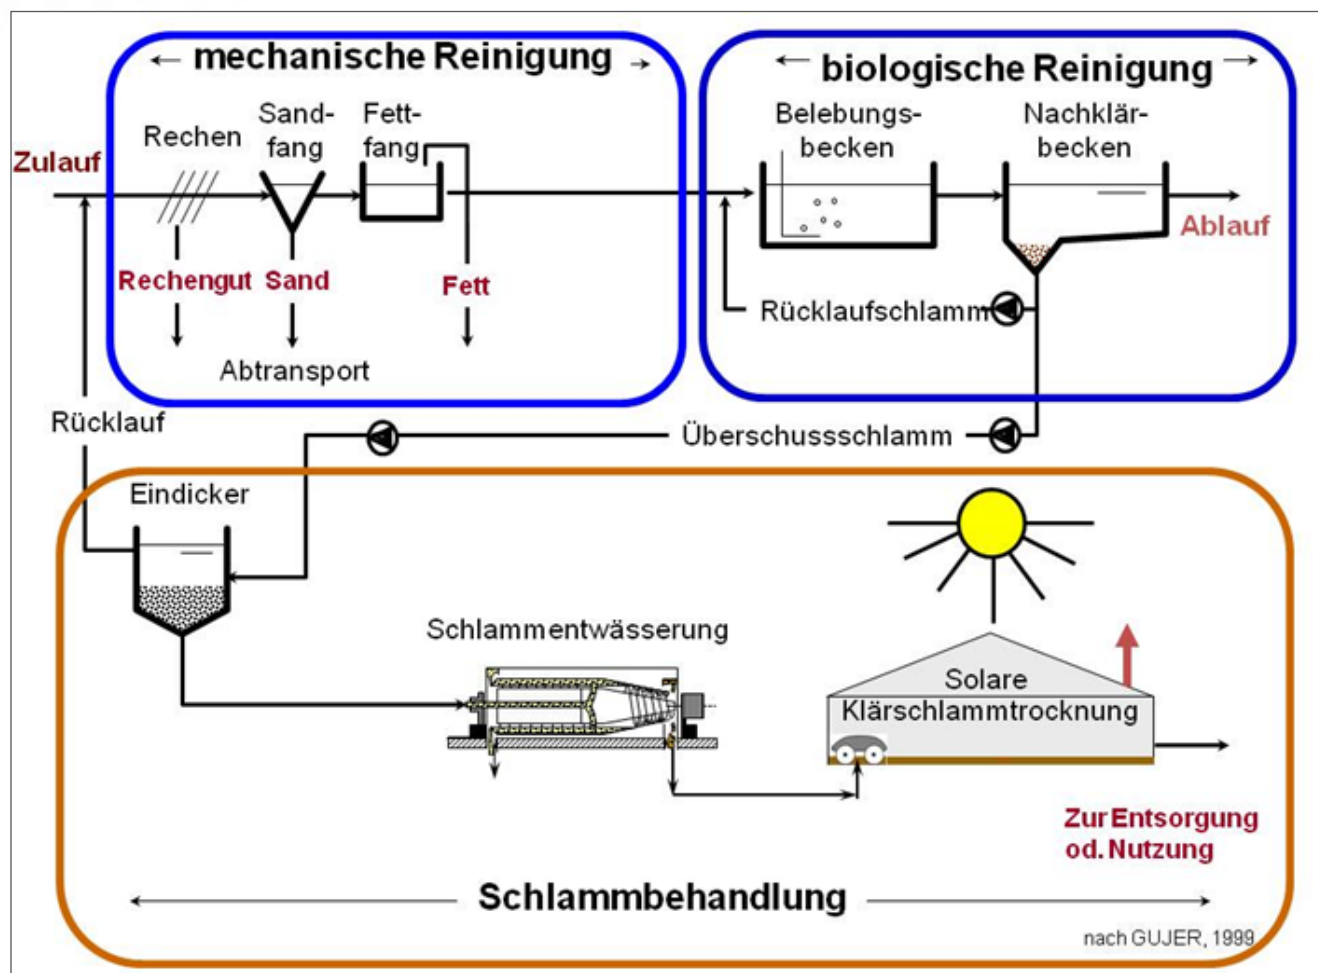 mechanische Reinigung
biologische Reinigung
Zulauf
Rechen
Sand-
fang
Fett-
fang
Belebungs-
becken
Nachklär-
becken
Ablauf
Rechengut
Sand
Fett
Abtransport
Rücklaufschlamm
Rücklauf
Überschussschlamm
Eindicker
Schlammentwässerung
Solare
Klärschlammtrocknung
Zur Entsorgung
od. Nutzung
Schlammbehandlung
nach GUJER, 1999